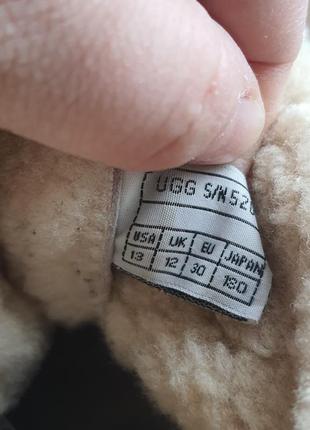 UGG S/N 52
USA UK EU JAPAN
13 12 30 180